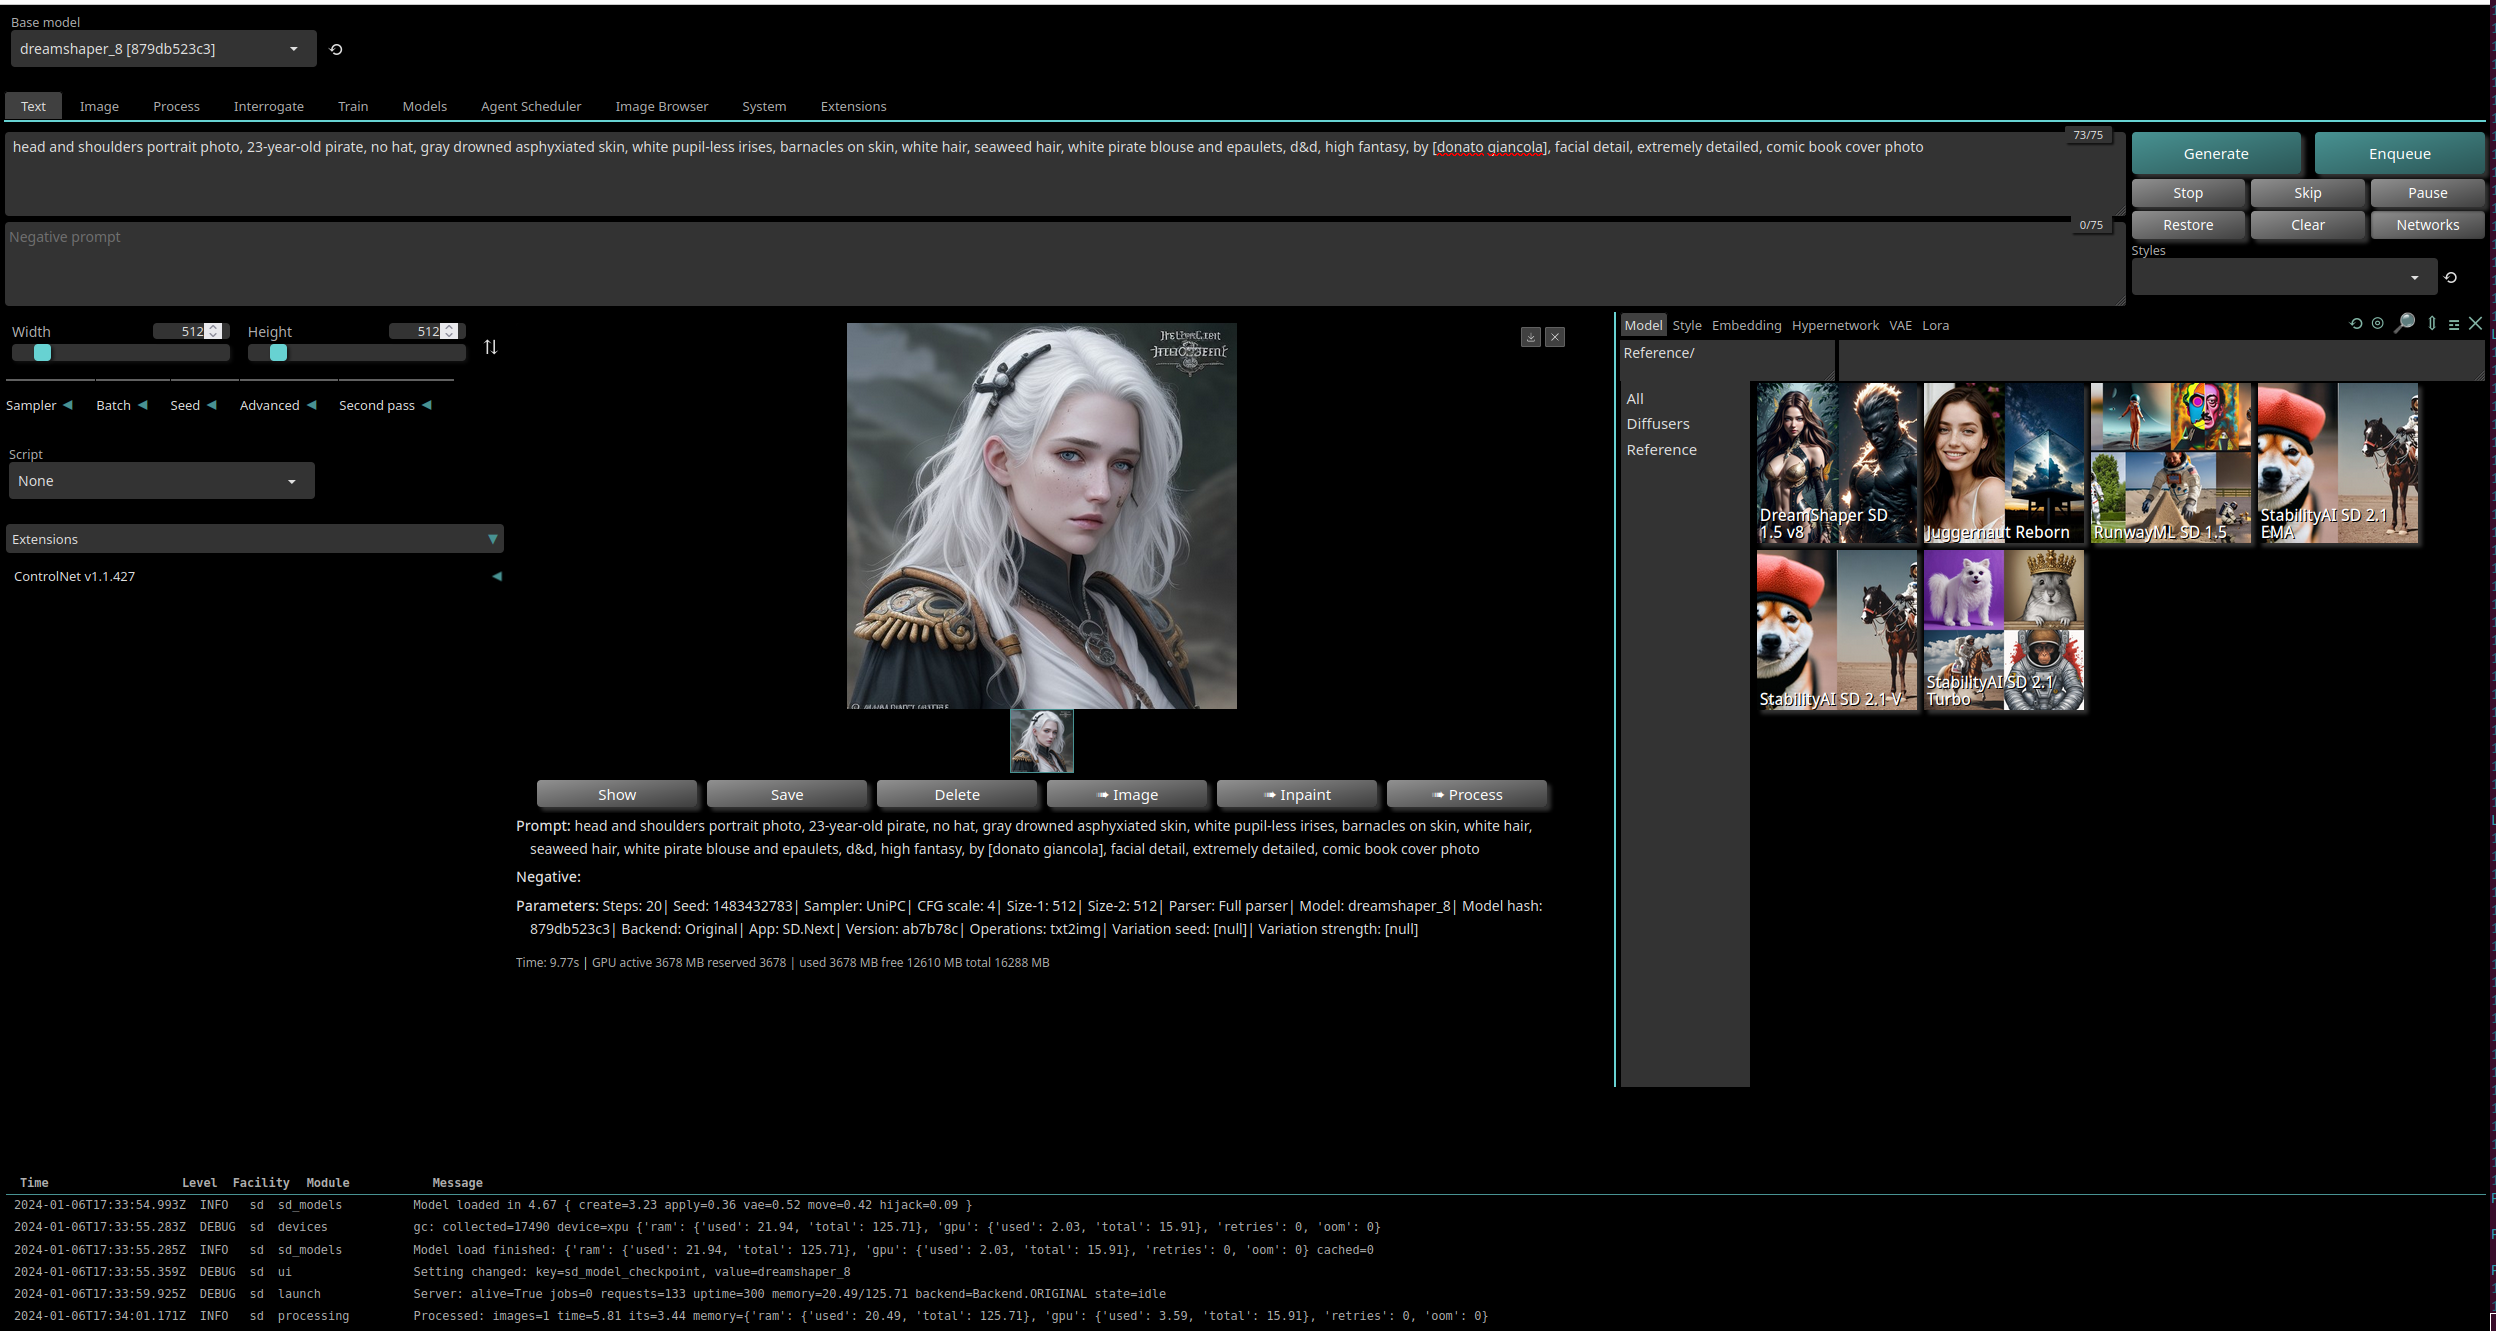 Base model
dreamshaper_8 [879db523c3]
Text Image Process Interrogate Train Models Agent Scheduler Image Browser System Extensions
73/75
head and shoulders portrait photo, 23-year-old pirate, no hat, gray drowned asphyxiated skin, white pupil-less irises, barnacles on skin, white hair, seaweed hair, white pirate blouse and epaulets, d&d, high fantasy, by [donato giancola], facial detail, extremely detailed, comic book cover photo
Generate Enqueue
Stop Skip Pause
Restore Clear Networks
0/75
Negative prompt
Styles
Width 512 Height 512
Sampler Batch Seed Advanced Second pass
Script
None
Extensions
ControlNet v1.1.427
Model Style Embedding Hypernetwork VAE Lora
Reference/
All
Diffusers
Reference
DreamShaper SD
1.5 v8
Juggernaut Reborn
RunwayML SD 1.5
StabilityAI SD 2.1
EMA
StabilityAI SD 2.1 V
StabilityAI SD 2.1
Turbo
Show Save Delete ➠ Image ➠ Inpaint ➠ Process
Prompt: head and shoulders portrait photo, 23-year-old pirate, no hat, gray drowned asphyxiated skin, white pupil-less irises, barnacles on skin, white hair,
seaweed hair, white pirate blouse and epaulets, d&d, high fantasy, by [donato giancola], facial detail, extremely detailed, comic book cover photo
Negative:
Parameters: Steps: 20| Seed: 1483432783| Sampler: UniPC| CFG scale: 4| Size-1: 512| Size-2: 512| Parser: Full parser| Model: dreamshaper_8| Model hash:
879db523c3| Backend: Original| App: SD.Next| Version: ab7b78c| Operations: txt2img| Variation seed: [null]| Variation strength: [null]
Time: 9.77s | GPU active 3678 MB reserved 3678 | used 3678 MB free 12610 MB total 16288 MB
Time Level Facility Module Message
2024-01-06T17:33:54.993Z INFO sd sd_models Model loaded in 4.67 { create=3.23 apply=0.36 vae=0.52 move=0.42 hijack=0.09 }
2024-01-06T17:33:55.283Z DEBUG sd devices gc: collected=17490 device=xpu {'ram': {'used': 21.94, 'total': 125.71}, 'gpu': {'used': 2.03, 'total': 15.91}, 'retries': 0, 'oom': 0}
2024-01-06T17:33:55.285Z INFO sd sd_models Model load finished: {'ram': {'used': 21.94, 'total': 125.71}, 'gpu': {'used': 2.03, 'total': 15.91}, 'retries': 0, 'oom': 0} cached=0
2024-01-06T17:33:55.359Z DEBUG sd ui Setting changed: key=sd_model_checkpoint, value=dreamshaper_8
2024-01-06T17:33:59.925Z DEBUG sd launch Server: alive=True jobs=0 requests=133 uptime=300 memory=20.49/125.71 backend=Backend.ORIGINAL state=idle
2024-01-06T17:34:01.171Z INFO sd processing Processed: images=1 time=5.81 its=3.44 memory={'ram': {'used': 20.49, 'total': 125.71}, 'gpu': {'used': 3.59, 'total': 15.91}, 'retries': 0, 'oom': 0}